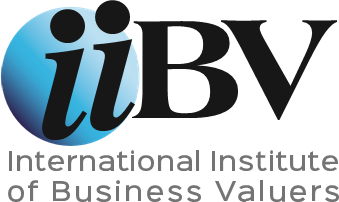 iiBV
International Institute
of Business Valuers